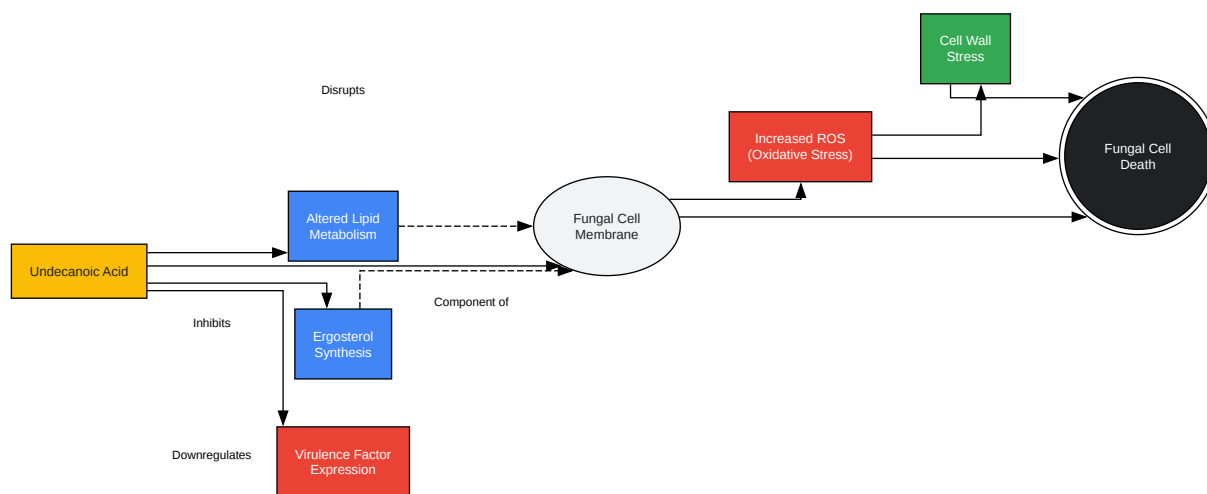 Cell Wall
Stress
Disrupts
Increased ROS
(Oxidative Stress)
Fungal Cell
Death
Altered Lipid
Metabolism
Fungal Cell
Membrane
Undecanoic Acid
Component of
Inhibits
Ergosterol
Synthesis
Downregulates
Virulence Factor
Expression